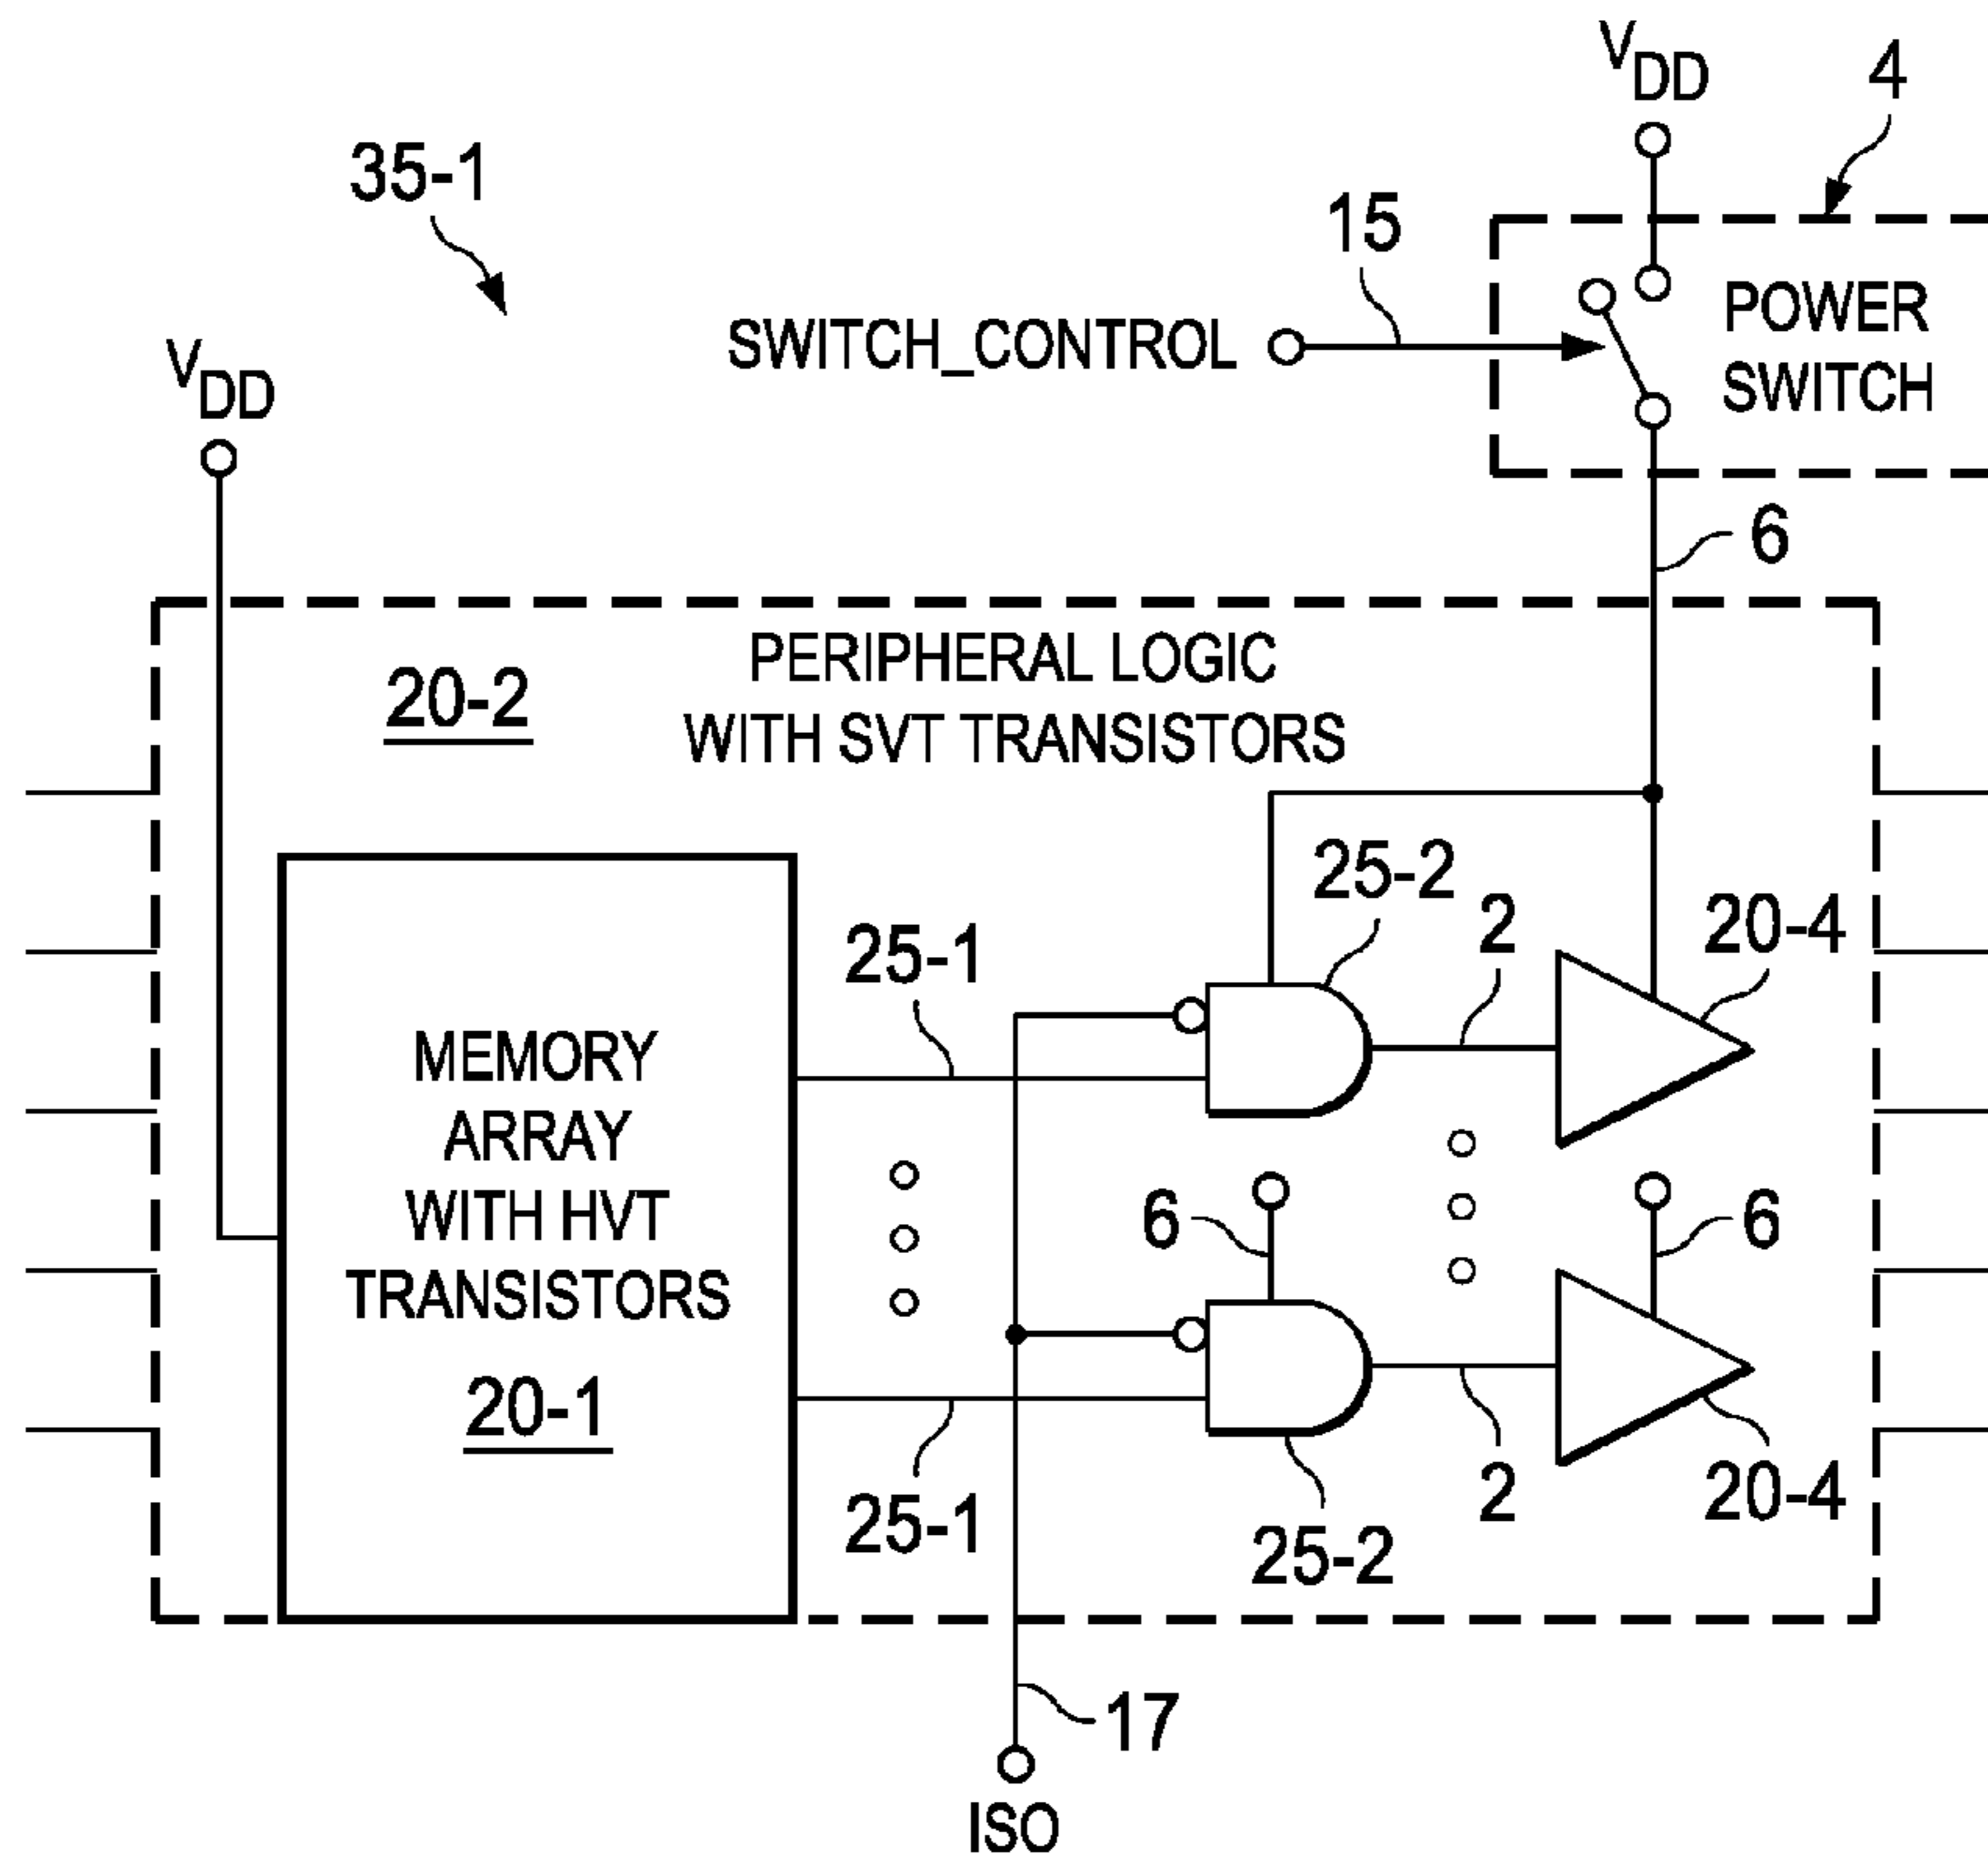 VDD
4
35-1
15
POWER
SWITCH
SWITCH_CONTROL
VDD
6
20-2
PERIPHERAL LOGIC
WITH SVT TRANSISTORS
25-2
2
20-4
25-1
MEMORY
ARRAY
WITH HVT
TRANSISTORS
20-1
6
6
25-1
25-2
2
20-4
17
ISO